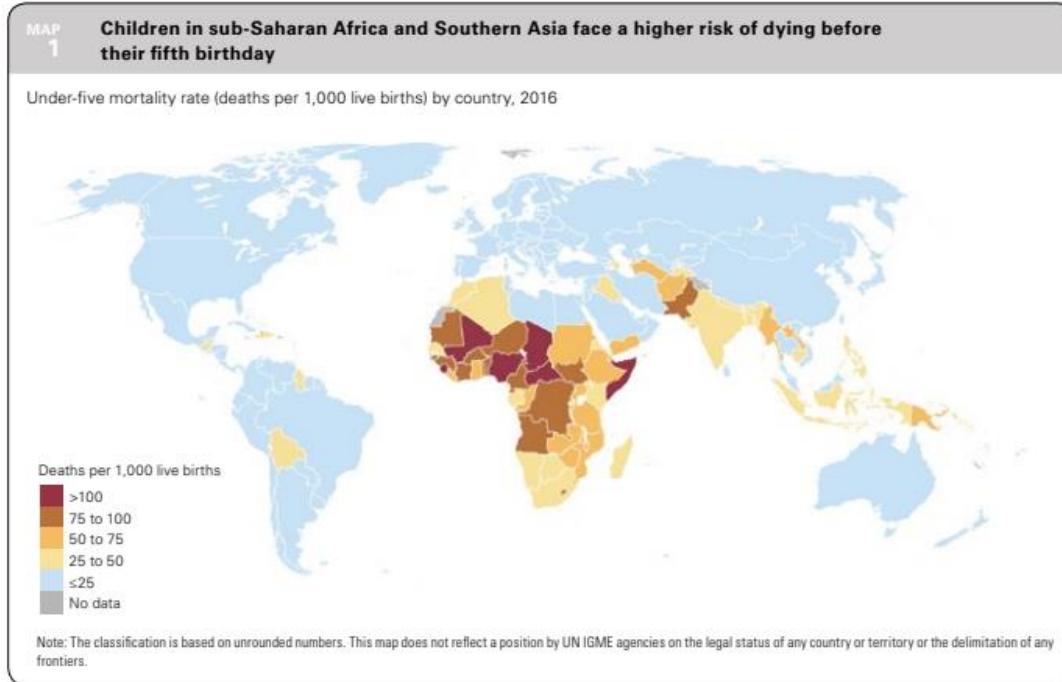 MAP
1
Children in sub-Saharan Africa and Southern Asia face a higher risk of dying before
their fifth birthday
Under-five mortality rate (deaths per 1,000 live births) by country, 2016
Deaths per 1,000 live births
>100
75 to 100
50 to 75
25 to 50
≤25
No data
Note: The classification is based on unrounded numbers. This map does not reflect a position by UN IGME agencies on the legal status of any country or territory or the delimitation of any
frontiers.